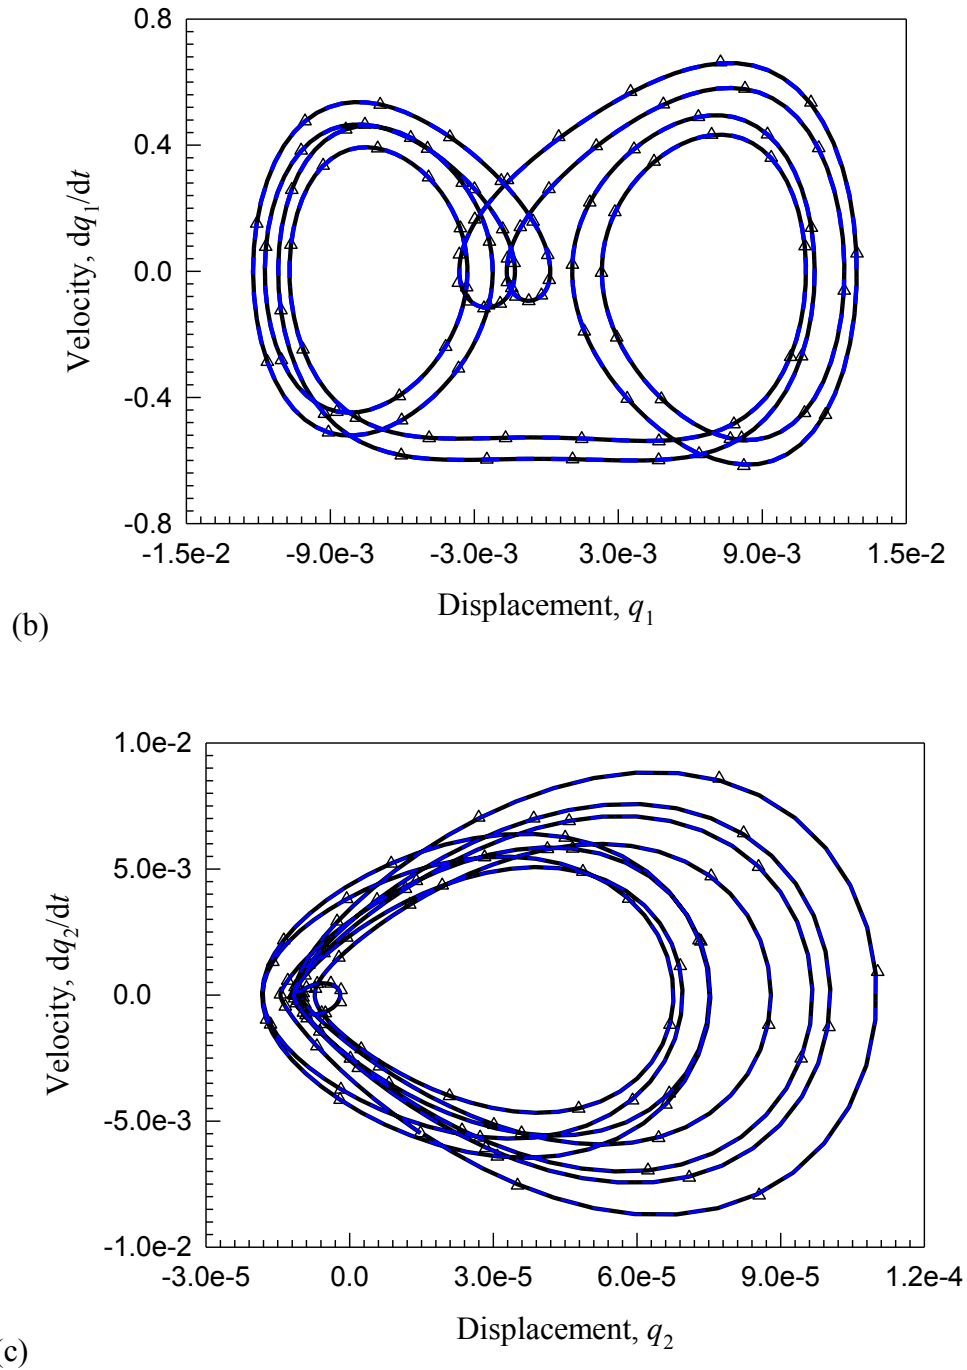 0.8
0.4
0.0
-0.4
-0.8
Velocity, dq₁/dt
-1.5e-2 -9.0e-3 -3.0e-3 3.0e-3 9.0e-3 1.5e-2
Displacement, q₁
(b)
1.0e-2
5.0e-3
0.0
-5.0e-3
-1.0e-2
Velocity, dq₂/dt
-3.0e-5 0.0 3.0e-5 6.0e-5 9.0e-5 1.2e-4
Displacement, q₂
(c)